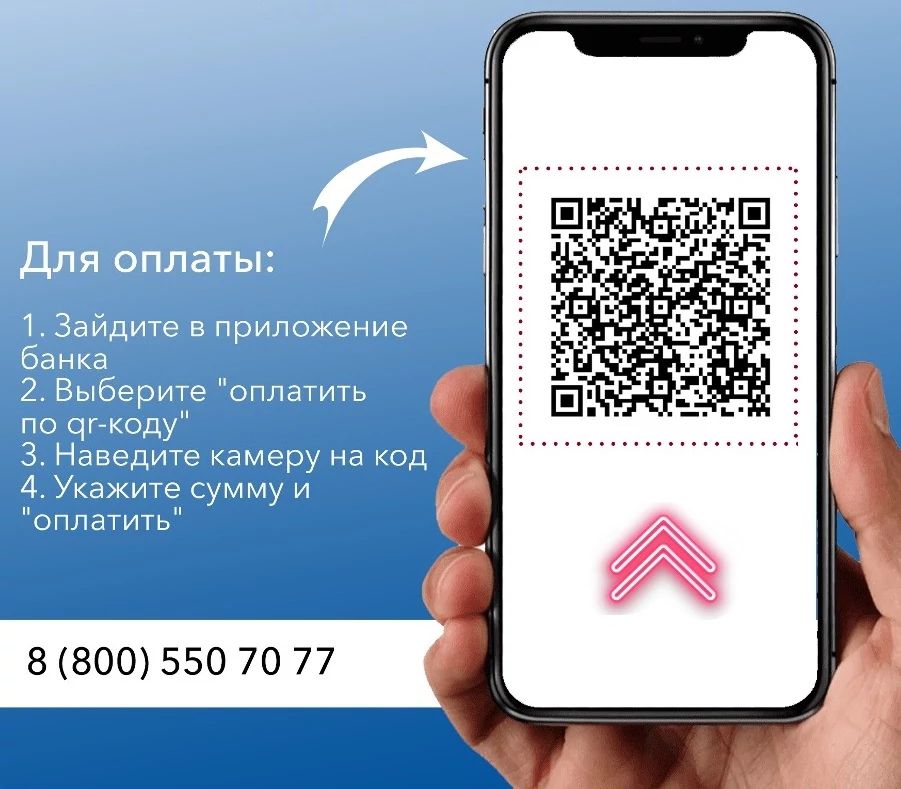 Для оплаты:
1. Зайдите в приложение
банка
2. Выберите "оплатить
по qr-коду"
3. Наведите камеру на код
4. Укажите сумму и
"оплатить"
8 (800) 550 70 77